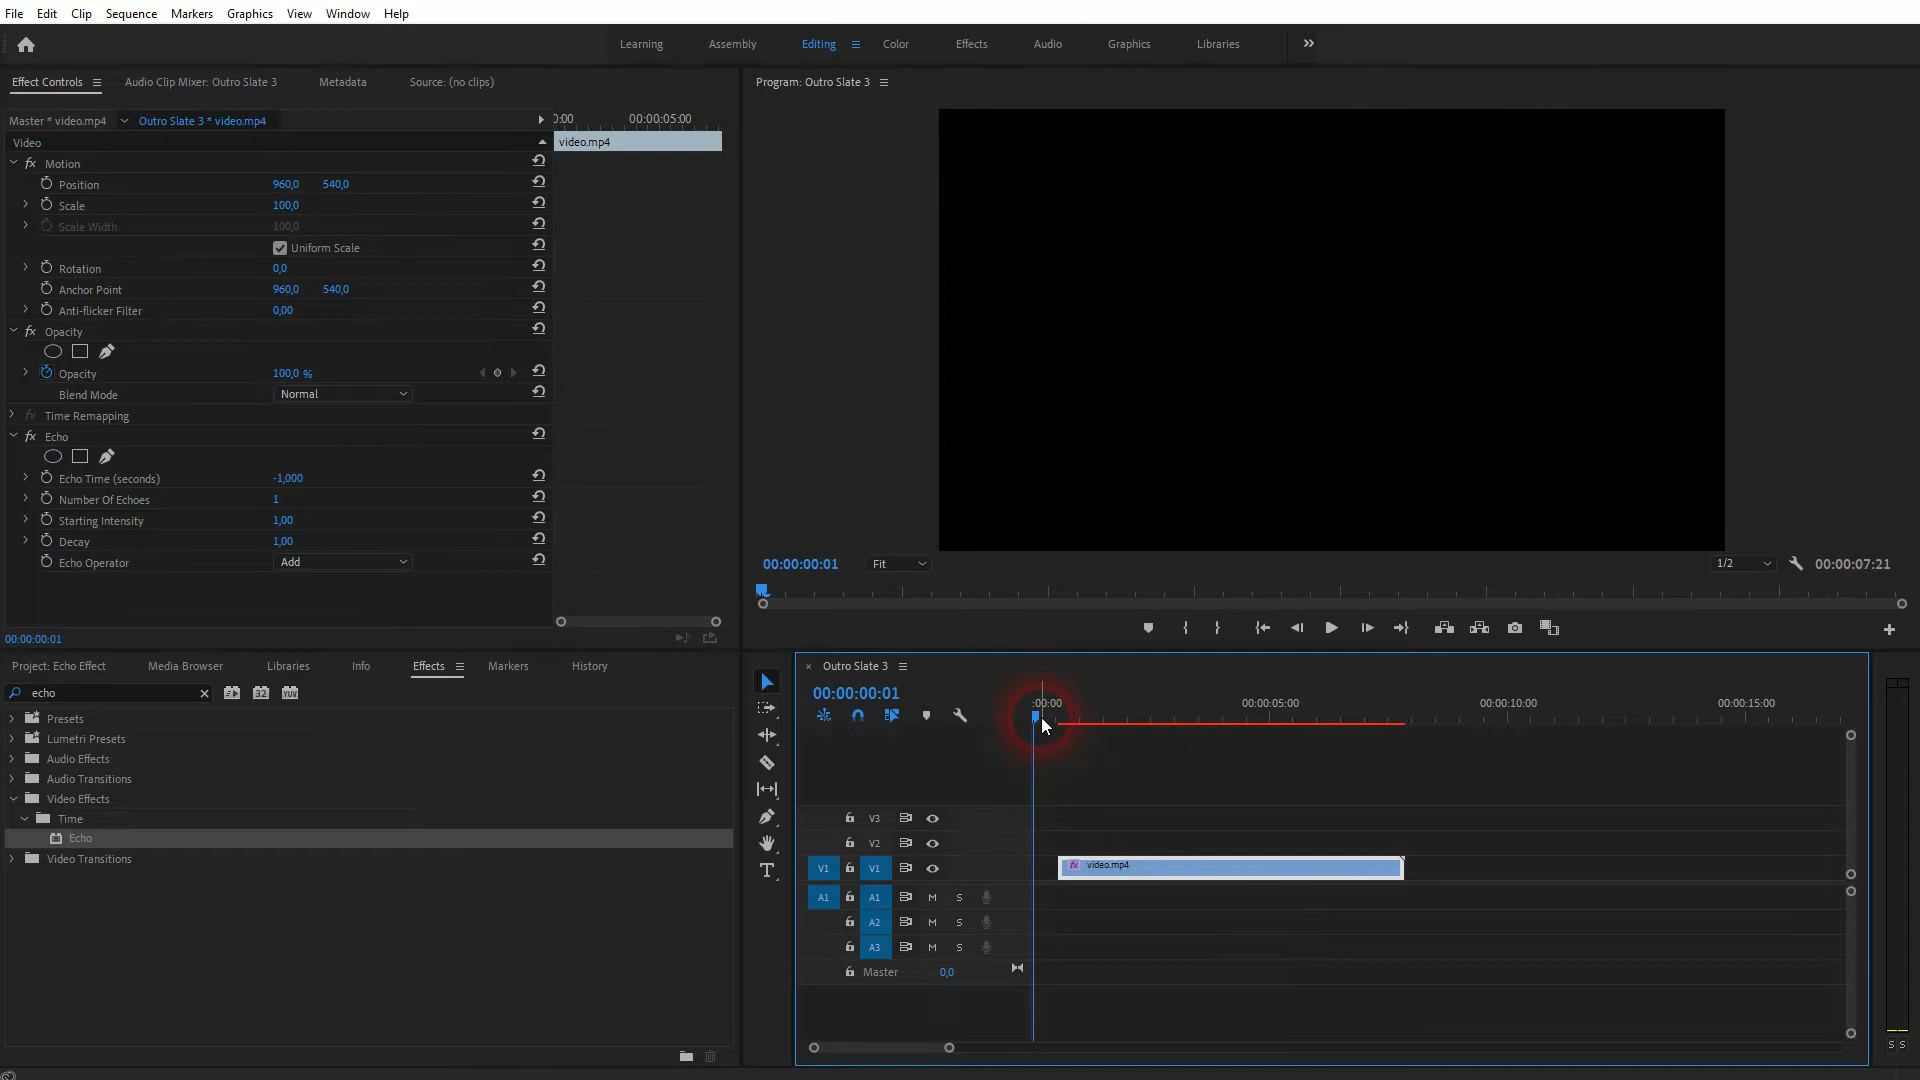 File Edit Clip Sequence Markers Graphics View Window Help
Learning Assembly Editing Color Effects Audio Graphics Libraries
Effect Controls Audio Clip Mixer: Outro Slate 3 Metadata Source: (no clips)
Program: Outro Slate 3
Master * video.mp4 Outro Slate 3 * video.mp4
:00 00:00:05:00
Video
video.mp4
fx Motion
Position 960,0 540,0
Scale 100,0
Scale Width 100,0
Uniform Scale
Rotation 0,0
Anchor Point 960,0 540,0
Anti-flicker Filter 0,00
fx Opacity
Opacity 100,0 %
Blend Mode Normal
fx Time Remapping
fx Echo
Echo Time (seconds) -1,000
Number Of Echoes 1
Starting Intensity 1,00
Decay 1,00
Echo Operator Add
00:00:00:01
00:00:00:01 Fit 1/2 00:00:07:21
Project: Echo Effect Media Browser Libraries Info Effects Markers History
echo 32 YUV
Presets
Lumetri Presets
Audio Effects
Audio Transitions
Video Effects
Time
Echo
Video Transitions
Outro Slate 3
00:00:00:01
:00:00 00:00:05:00 00:00:10:00 00:00:15:00
V3
V2
V1 V1 fx video.mp4
A1 A1 M S
A2 M S
A3 M S
Master 0,0
S S